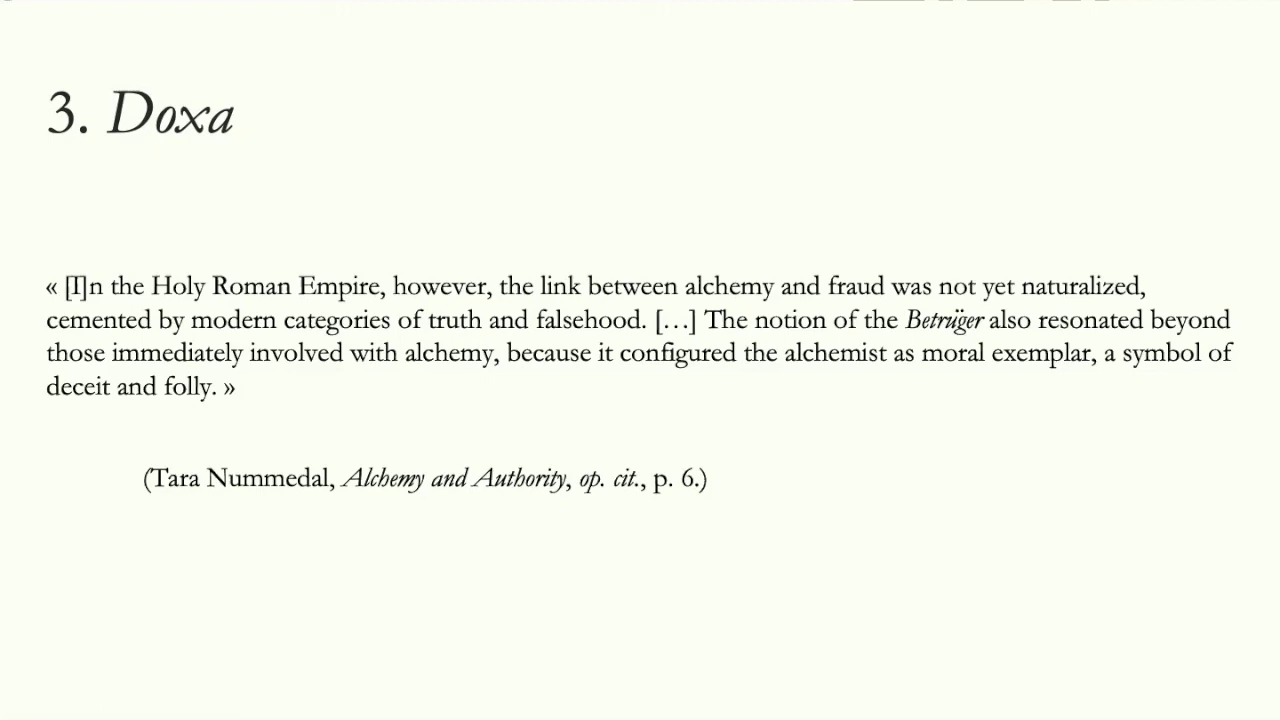 3. Doxa
« [I]n the Holy Roman Empire, however, the link between alchemy and fraud was not yet naturalized,
cemented by modern categories of truth and falsehood. […] The notion of the Betrüger also resonated beyond
those immediately involved with alchemy, because it configured the alchemist as moral exemplar, a symbol of
deceit and folly. »
(Tara Nummedal, Alchemy and Authority, op. cit., p. 6.)